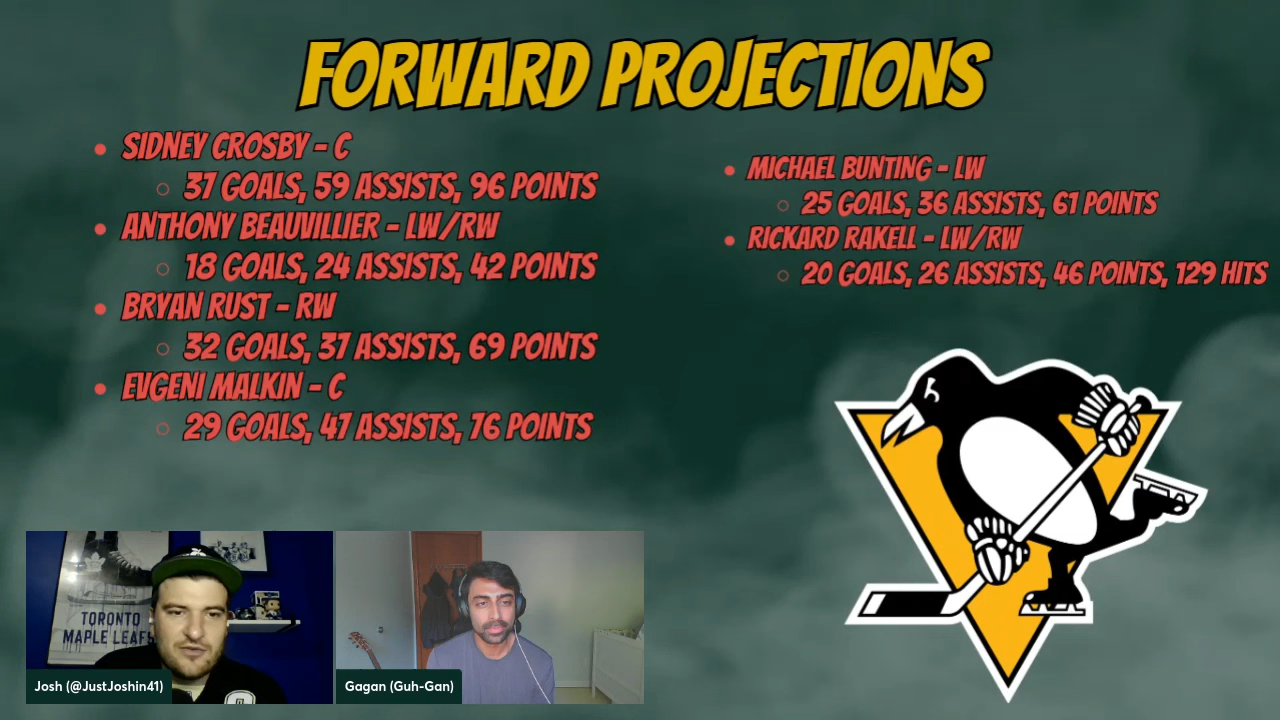 FORWARD PROJECTIONS
SIDNEY CROSBY - C
37 GOALS, 59 ASSISTS, 96 POINTS
ANTHONY BEAUVILLIER - LW/RW
18 GOALS, 24 ASSISTS, 42 POINTS
BRYAN RUST - RW
32 GOALS, 37 ASSISTS, 69 POINTS
EVGENI MALKIN - C
29 GOALS, 47 ASSISTS, 76 POINTS
MICHAEL BUNTING - LW
25 GOALS, 36 ASSISTS, 61 POINTS
RICKARD RAKELL - LW/RW
20 GOALS, 26 ASSISTS, 46 POINTS, 129 HITS
TORONTO
MAPLE LEAFS
Josh (@JustJoshin41)
Gagan (Guh-Gan)